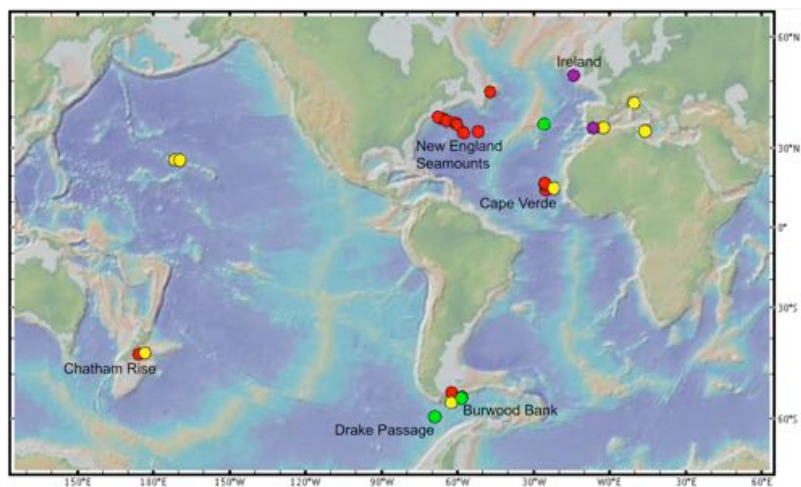 60°N
Ireland
New England
Seamounts
30°N
Cape Verde
0°
30°S
Chatham Rise
Burwood Bank
Drake Passage
60°S
150°E
180°E
150°W
120°W
90°W
60°W
30°W
W0°E
30°E
60°E